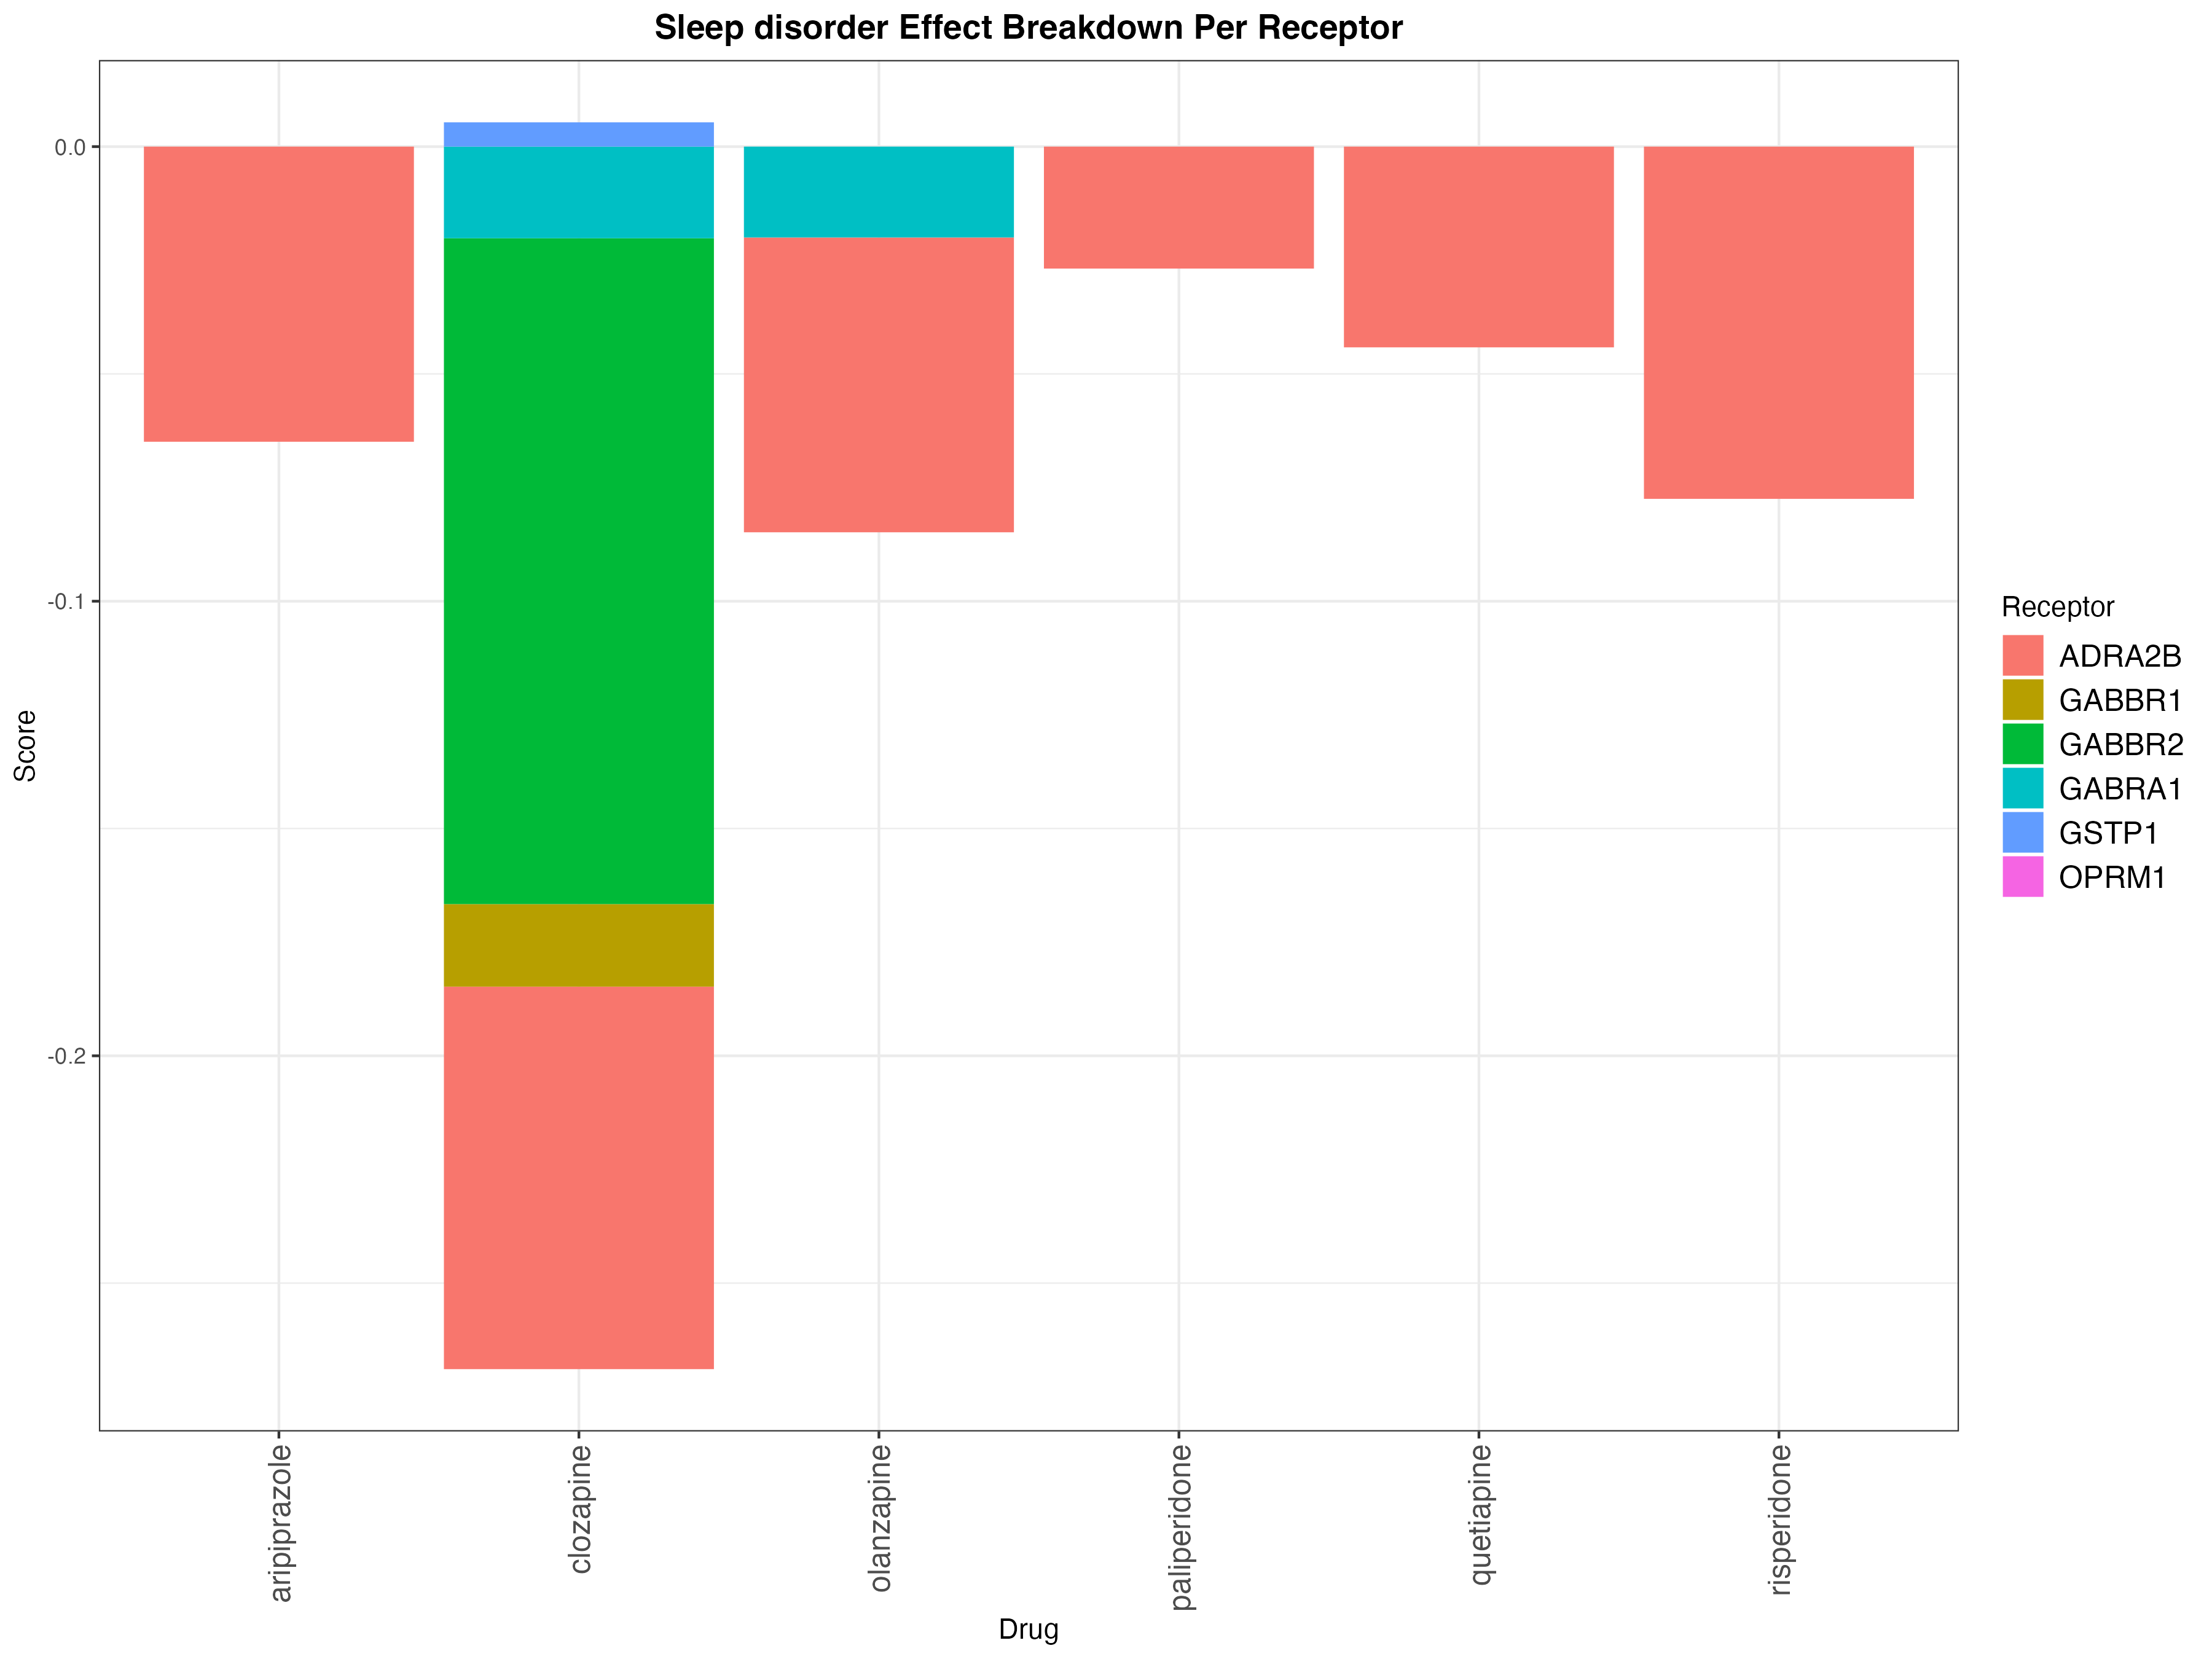 Sleep disorder Effect Breakdown Per Receptor
0.0
-0.1
-0.2
Score
aripiprazole
clozapine
olanzapine
paliperidone
quetiapine
risperidone
Drug
Receptor
ADRA2B
GABBR1
GABBR2
GABRA1
GSTP1
OPRM1